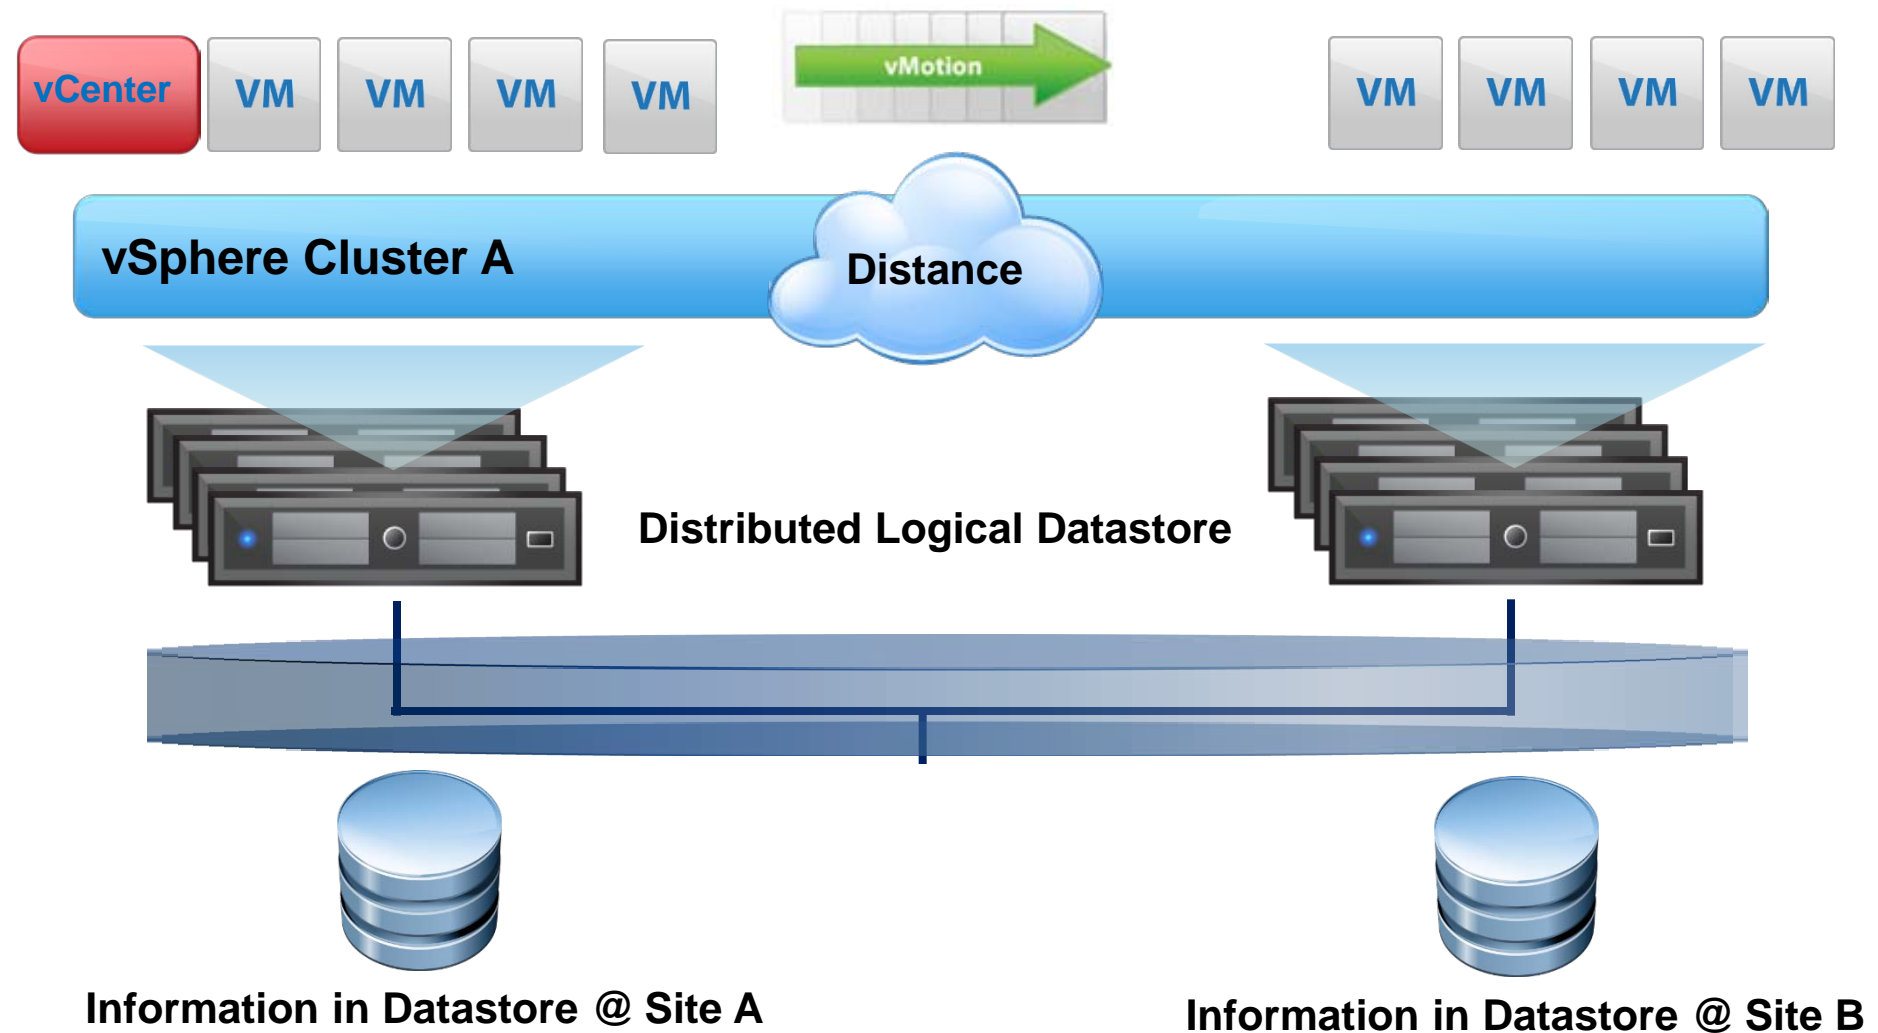 vCenter
VM
VM
VM
VM
vMotion
VM
VM
VM
VM
vSphere Cluster A
Distance
Distributed Logical Datastore
Information in Datastore @ Site A
Information in Datastore @ Site B